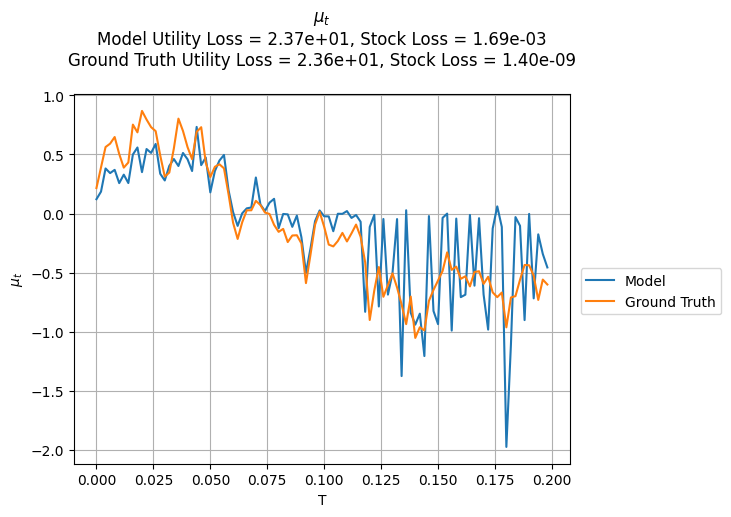 μₜ
Model Utility Loss = 2.37e+01, Stock Loss = 1.69e-03
Ground Truth Utility Loss = 2.36e+01, Stock Loss = 1.40e-09
1.0
0.5
0.0
−0.5
−1.0
−1.5
−2.0
μₜ
0.000 0.025 0.050 0.075 0.100 0.125 0.150 0.175 0.200
T
Model
Ground Truth